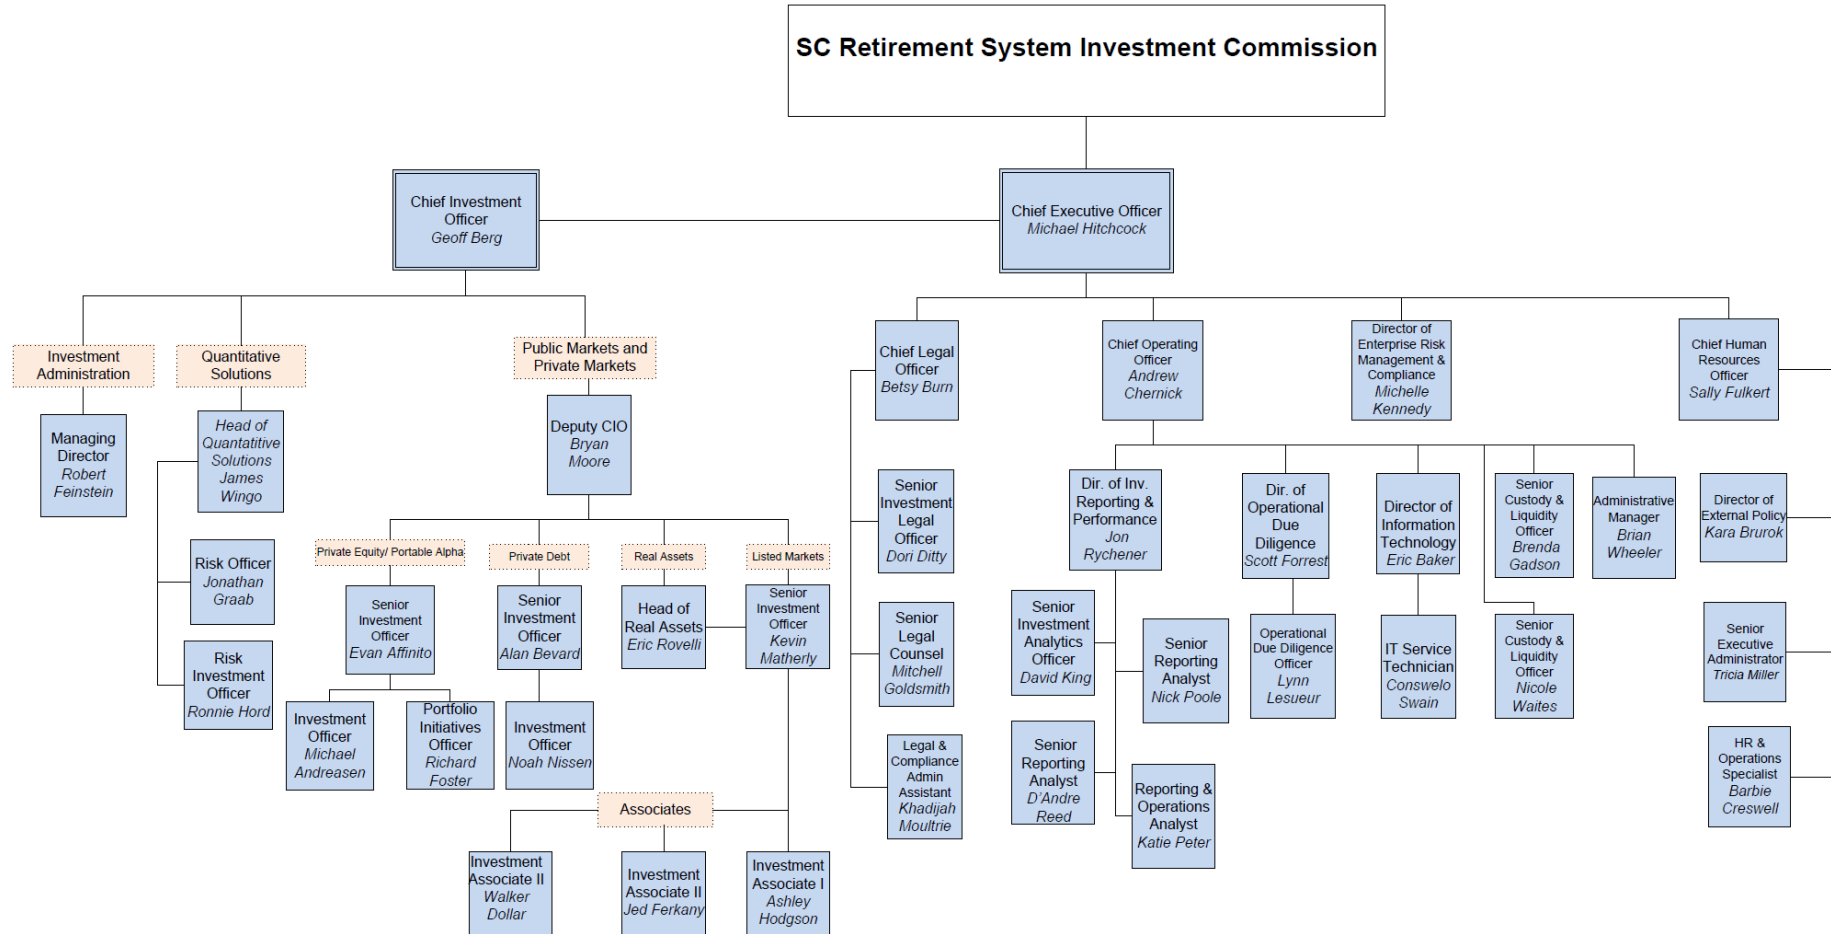 SC Retirement System Investment Commission
Chief Investment
Officer
Geoff Berg
Chief Executive Officer
Michael Hitchcock
Investment
Administration
Quantitative
Solutions
Public Markets and
Private Markets
Chief Legal
Officer
Betsy Burn
Chief Operating
Officer
Andrew
Chernick
Director of
Enterprise Risk
Management &
Compliance
Michelle
Kennedy
Chief Human
Resources
Officer
Sally Fulkert
Managing
Director
Robert
Feinstein
Head of
Quantatitive
Solutions
James
Wingo
Deputy CIO
Bryan
Moore
Risk Officer
Jonathan
Graab
Risk
Investment
Officer
Ronnie Hord
Private Equity/ Portable Alpha
Private Debt
Real Assets
Listed Markets
Senior
Investment
Officer
Evan Affinito
Senior
Investment
Officer
Alan Bevard
Head of
Real Assets
Eric Rovelli
Senior
Investment
Officer
Kevin
Matherly
Investment
Officer
Michael
Andreasen
Portfolio
Initiatives
Officer
Richard
Foster
Investment
Officer
Noah Nissen
Associates
Investment
Associate II
Walker
Dollar
Investment
Associate II
Jed Ferkany
Investment
Associate I
Ashley
Hodgson
Senior
Investment
Legal
Officer
Dori Ditty
Senior
Legal
Counsel
Mitchell
Goldsmith
Legal &
Compliance
Admin
Assistant
Khadijah
Moultrie
Dir. of Inv.
Reporting &
Performance
Jon
Rychener
Dir. of
Operational
Due
Diligence
Scott Forrest
Director of
Information
Technology
Eric Baker
Senior
Custody &
Liquidity
Officer
Brenda
Gadson
Administrative
Manager
Brian
Wheeler
Director of
External Policy
Kara Brurok
Senior
Investment
Analytics
Officer
David King
Senior
Reporting
Analyst
Nick Poole
Operational
Due Diligence
Officer
Lynn
Lesueur
IT Service
Technician
Conswelo
Swain
Senior
Custody &
Liquidity
Officer
Nicole
Waites
Senior
Executive
Administrator
Tricia Miller
Senior
Reporting
Analyst
D'Andre
Reed
Reporting &
Operations
Analyst
Katie Peter
HR &
Operations
Specialist
Barbie
Creswell